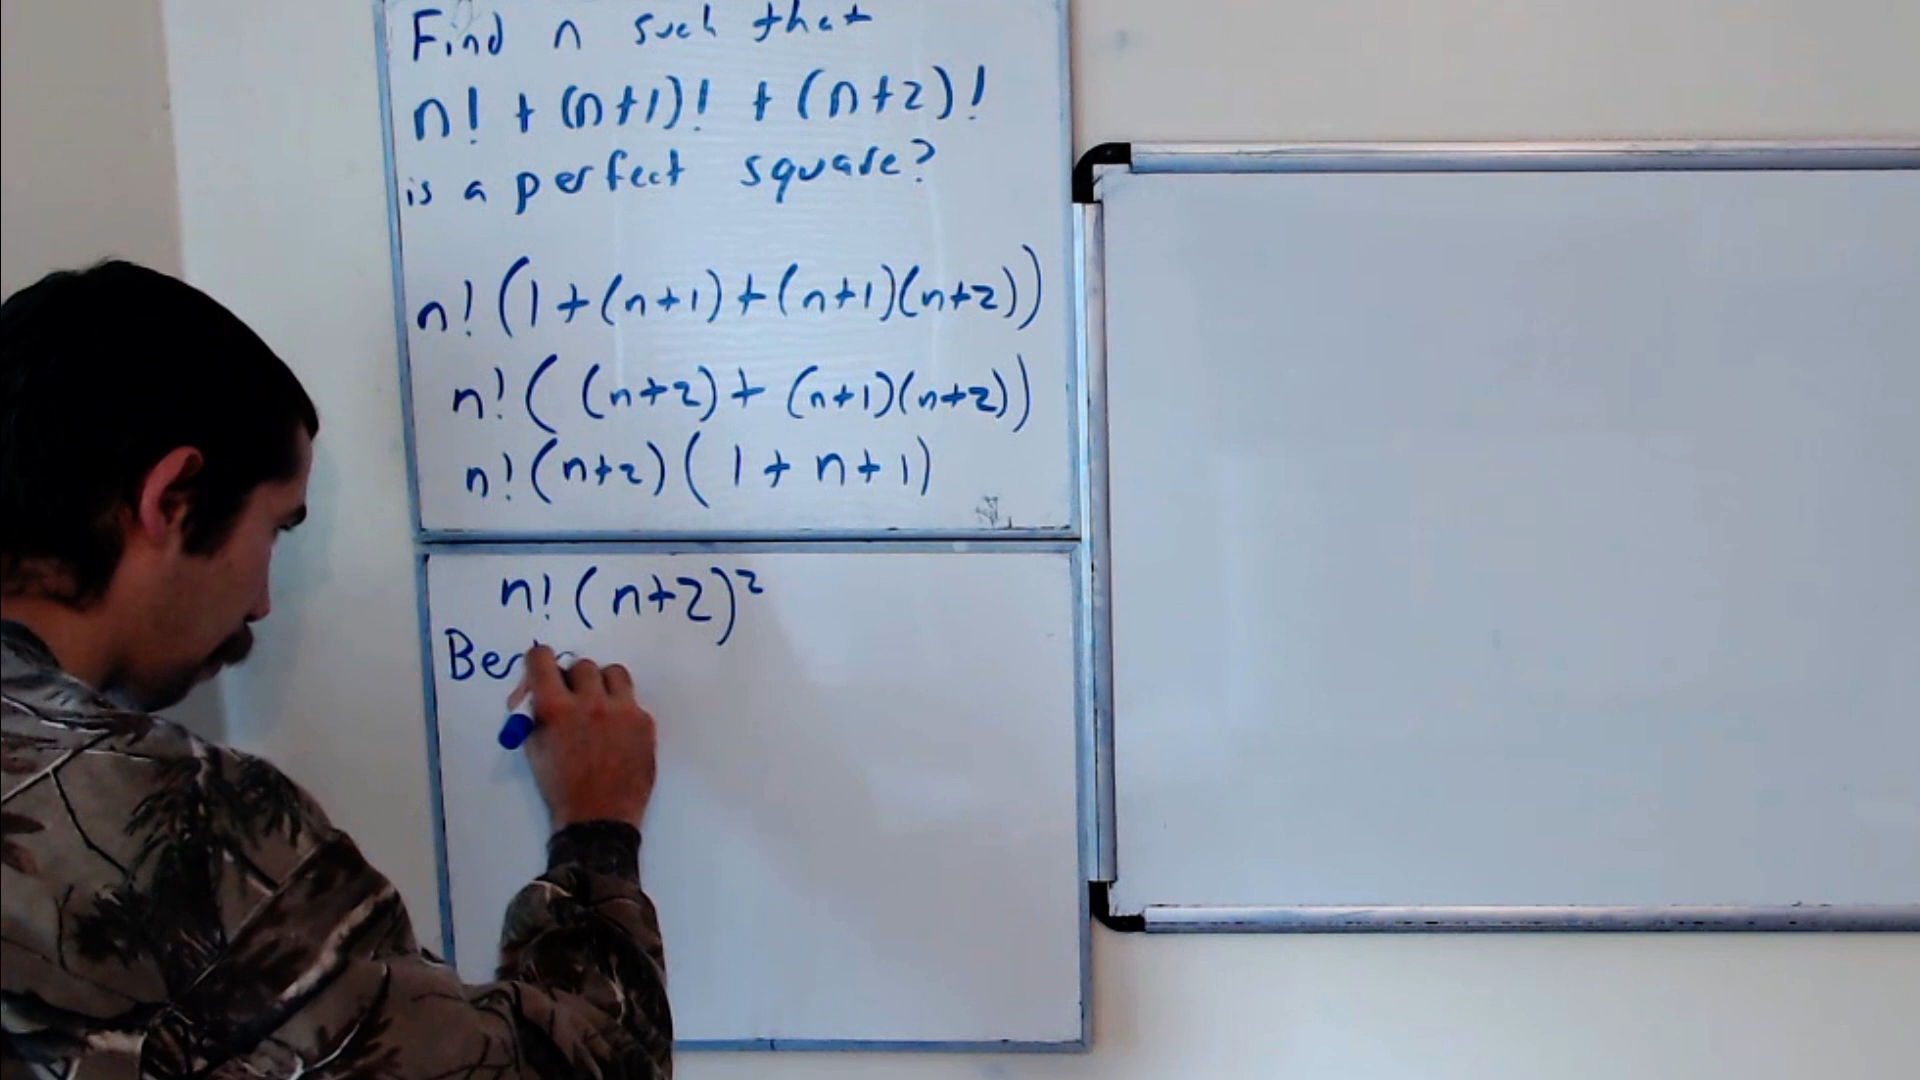 Find n such that
n! + (n+1)! + (n+2)!
is a perfect square?
n! (1 + (n+1) + (n+1)(n+2))
n! ( (n+2) + (n+1)(n+2))
n! (n+2) ( 1 + n + 1)
n! (n+2)²